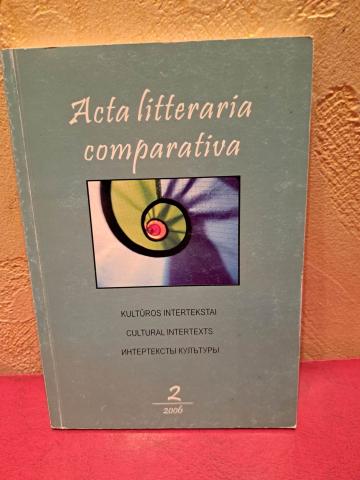 Acta litteraria
comparativa
KULTŪROS INTERTEKSTAI
CULTURAL INTERTEXTS
ИНТЕРТЕКСТЫ КУЛЬТУРЫ
2
2006